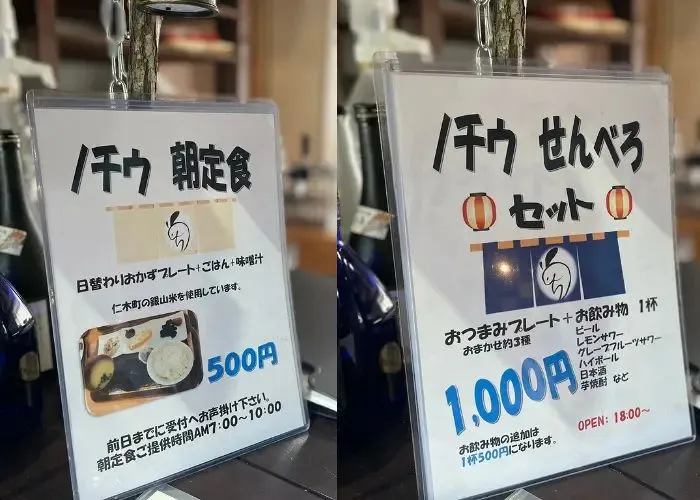 ノチウ 朝定食
日替わりおかずプレート+ごはん+味噌汁
仁木町の銀山米を使用しています。
500円
前日までに受付へお声掛け下さい。
朝定食ご提供時間AM7:00～10:00
ノチウ せんべろ
セット
おつまみプレート+お飲み物 1杯
おまかせ約3種
ビール
レモンサワー
グレープフルーツサワー
ハイボール
日本酒
芋焼酎 など
1,000円
OPEN: 18:00～
お飲み物の追加は
1杯500円になります。